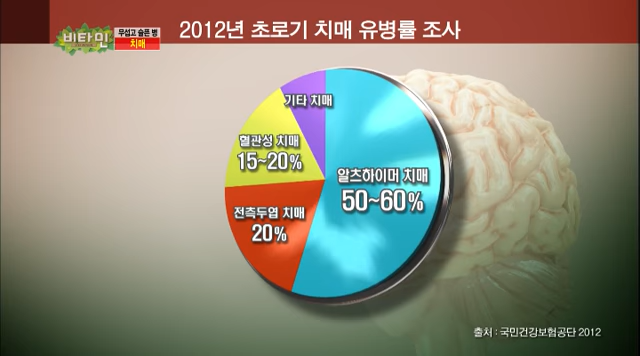 비타민
무섭고 슬픈 병
치매
2012년 초로기 치매 유병률 조사
기타 치매
혈관성 치매
15~20%
알츠하이머 치매
50~60%
전측두엽 치매
20%
출처 : 국민건강보험공단 2012